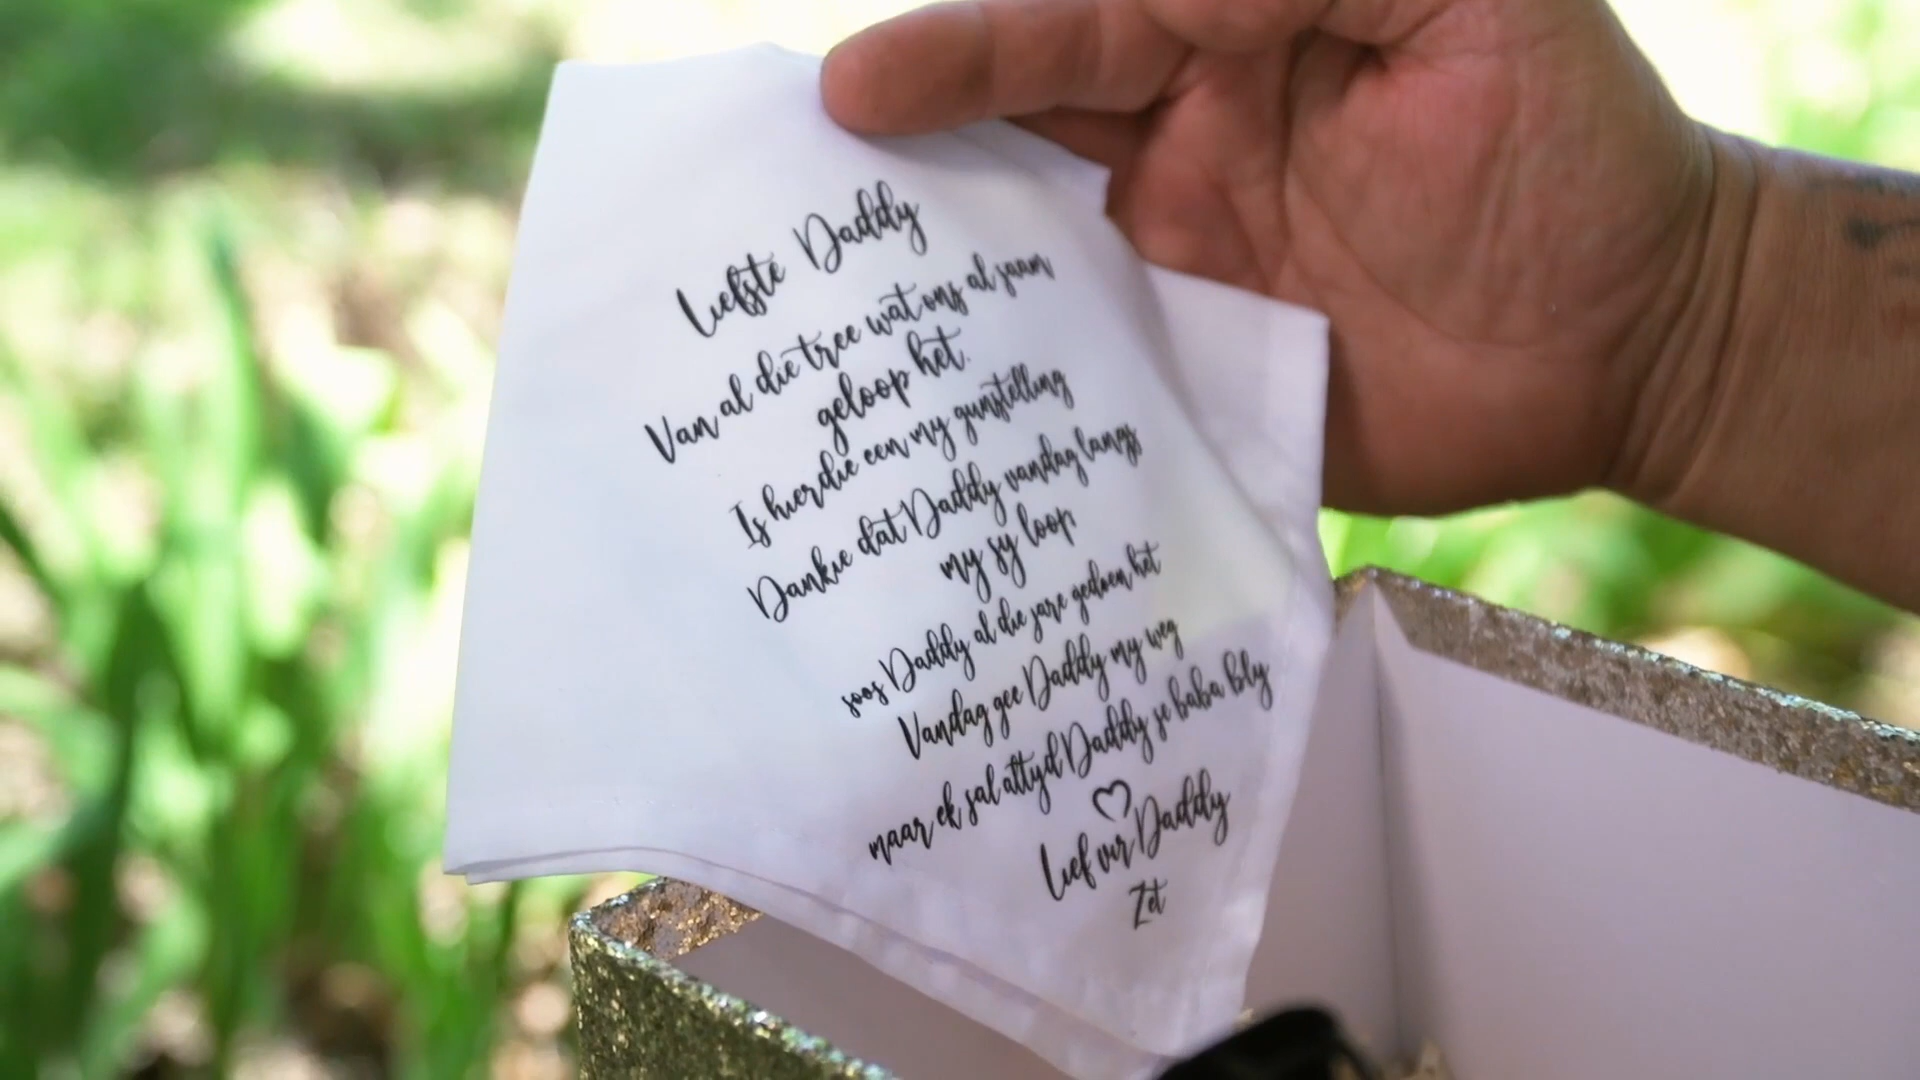 Liefste Daddy
Van al die tree wat ons al saam
geloop het.
Is hierdie een my gunstelling
Dankie dat Daddy vandag langs
my sy loop
soos Daddy al die jare gedoen het
Vandag gee Daddy my weg
maar ek sal altyd Daddy se baba bly
Lief vir Daddy
Zet